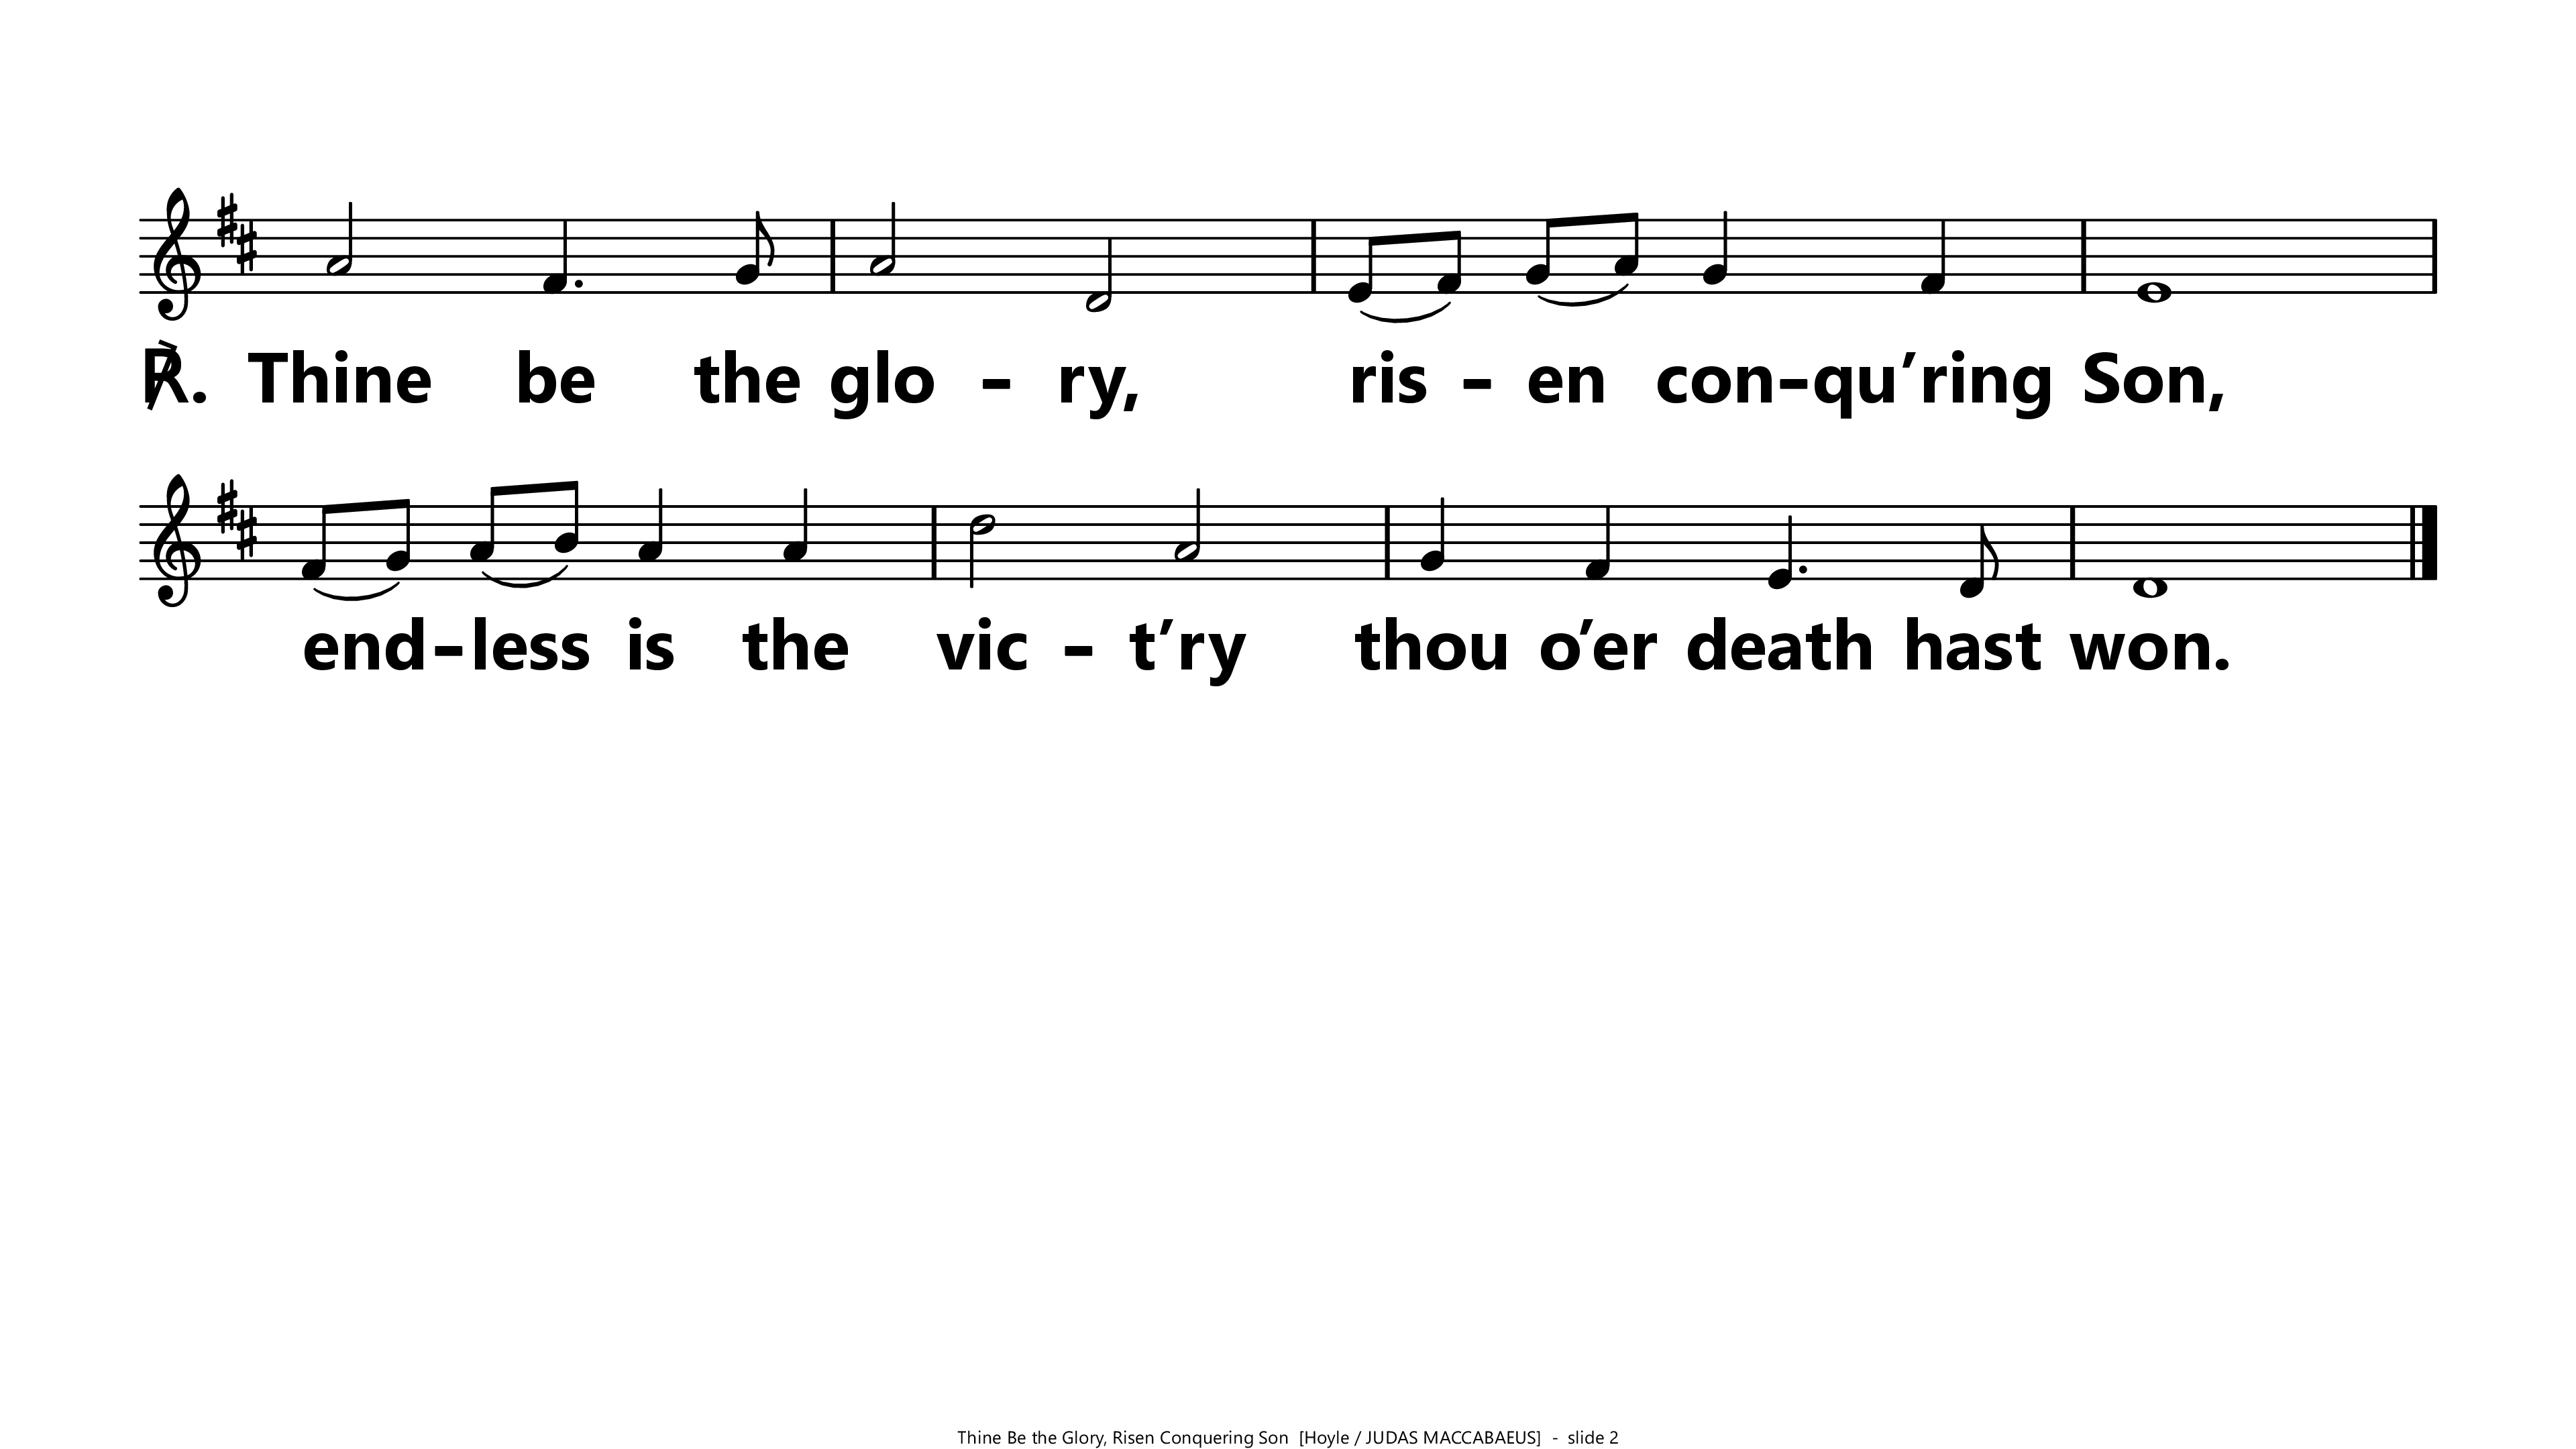 ℟. Thine be the glo - ry, ris - en con-qu’ring Son,
end-less is the vic - t’ry thou o’er death hast won.
Thine Be the Glory, Risen Conquering Son [Hoyle / JUDAS MACCABAEUS] - slide 2